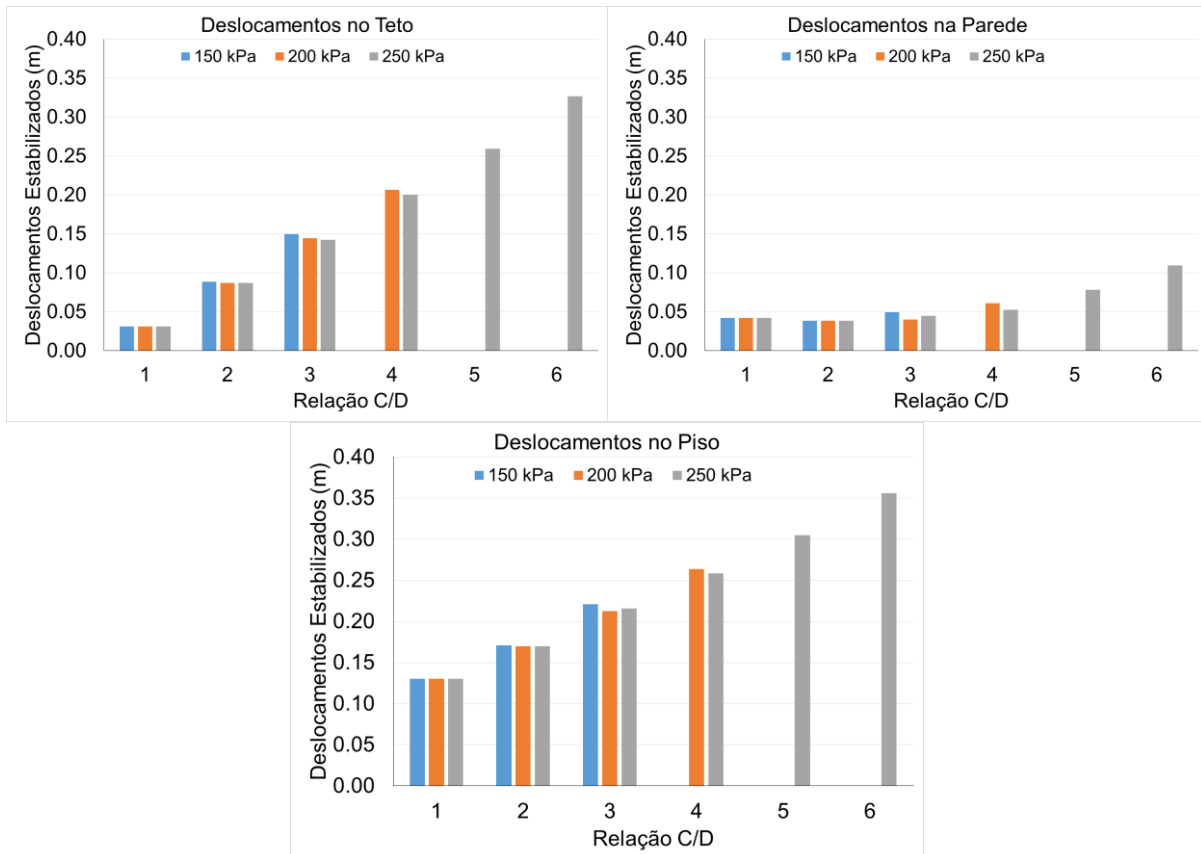 Deslocamentos no Teto
150 kPa 200 kPa 250 kPa
Deslocamentos Estabilizados (m)
0.40
0.35
0.30
0.25
0.20
0.15
0.10
0.05
0.00
1 2 3 4 5 6
Relação C/D
Deslocamentos na Parede
150 kPa 200 kPa 250 kPa
Deslocamentos Estabilizados (m)
0.40
0.35
0.30
0.25
0.20
0.15
0.10
0.05
0.00
1 2 3 4 5 6
Relação C/D
Deslocamentos no Piso
150 kPa 200 kPa 250 kPa
Deslocamentos Estabilizados (m)
0.40
0.35
0.30
0.25
0.20
0.15
0.10
0.05
0.00
1 2 3 4 5 6
Relação C/D